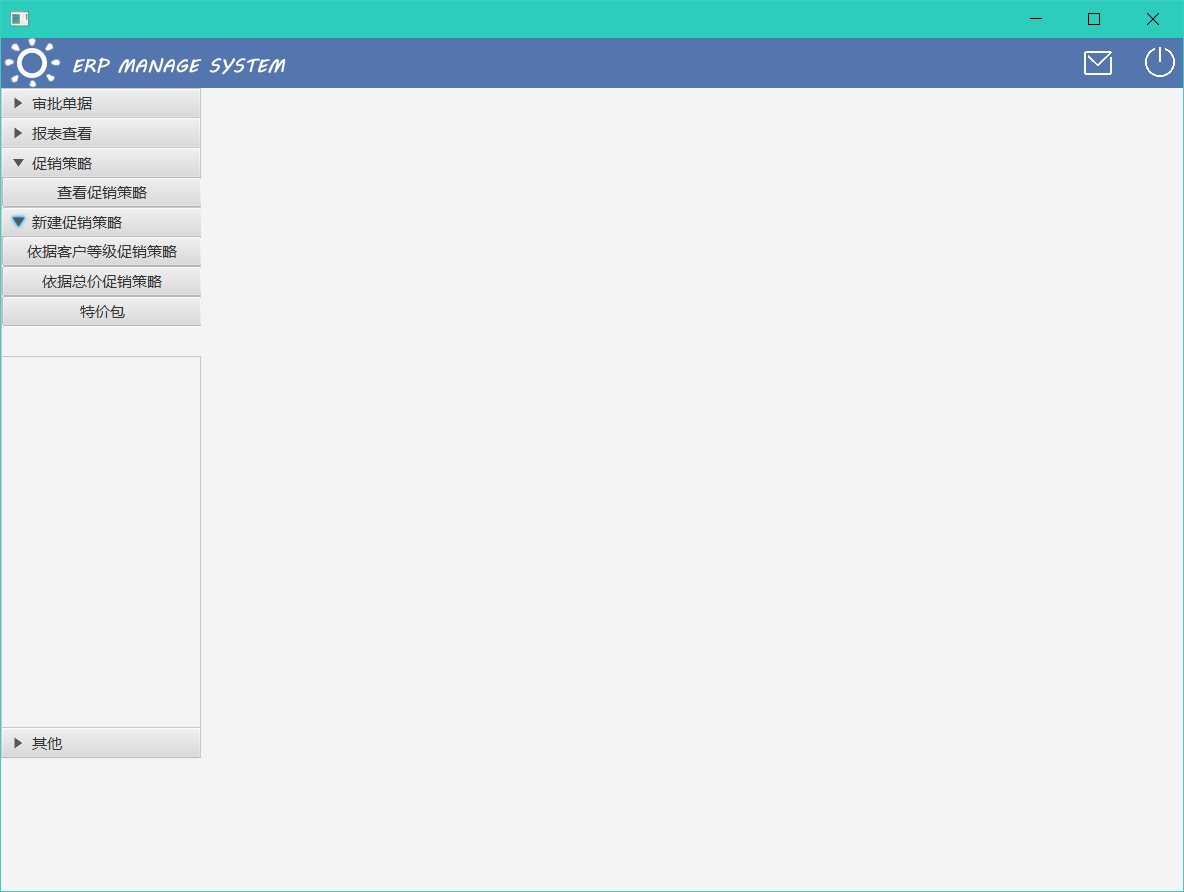 ERP MANAGE SYSTEM
审批单据
报表查看
促销策略
查看促销策略
新建促销策略
依据客户等级促销策略
依据总价促销策略
特价包
其他